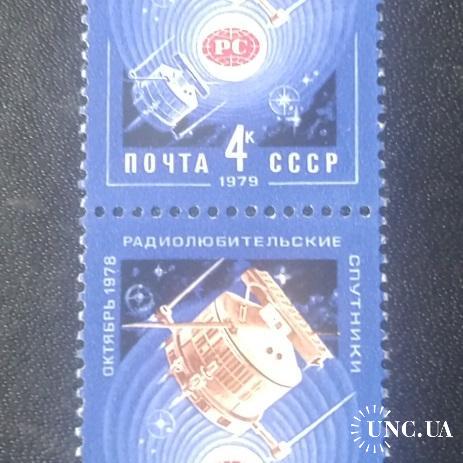 РС
ПОЧТА 4К СССР
1979
РАДИОЛЮБИТЕЛЬСКИЕ
СПУТНИКИ
ОКТЯБРЬ 1978
UNC.UA